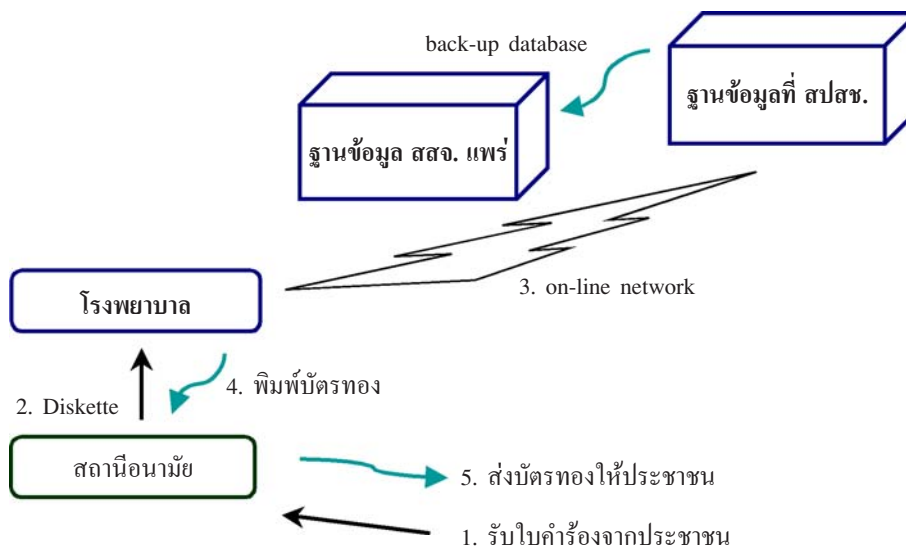 back-up database
ฐานข้อมูลที่ สปสช.
ฐานข้อมูล สสจ. แพร่
3. on-line network
โรงพยาบาล
4. พิมพ์บัตรทอง
2. Diskette
สถานีอนามัย
5. ส่งบัตรทองให้ประชาชน
1. รับใบคำร้องจากประชาชน